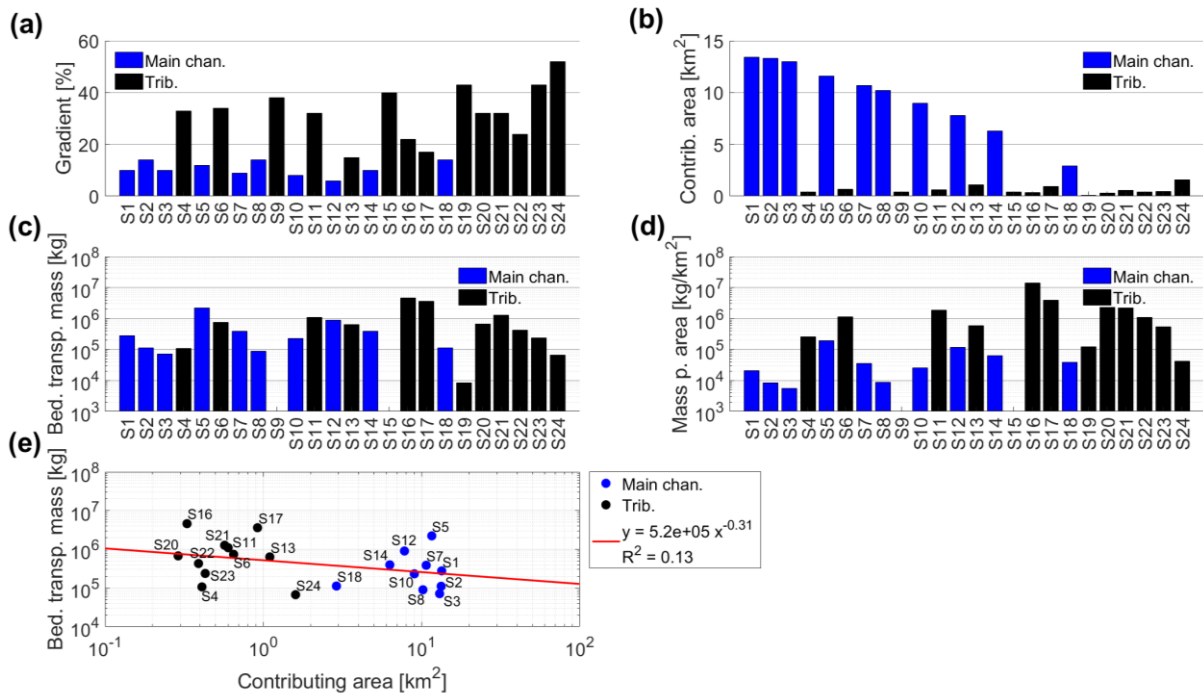 (a)
60
40
20
0
Gradient [%]
Main chan.
Trib.
S1 S2 S3 S4 S5 S6 S7 S8 S9 S10 S11 S12 S13 S14 S15 S16 S17 S18 S19 S20 S21 S22 S23 S24
(b)
15
10
5
0
Contrib. area [km²]
Main chan.
Trib.
S1 S2 S3 S4 S5 S6 S7 S8 S9 S10 S11 S12 S13 S14 S15 S16 S17 S18 S19 S20 S21 S22 S23 S24
(c)
10⁸
10⁷
10⁶
10⁵
10⁴
10³
Bed. transp. mass [kg]
Main chan.
Trib.
S1 S2 S3 S4 S5 S6 S7 S8 S9 S10 S11 S12 S13 S14 S15 S16 S17 S18 S19 S20 S21 S22 S23 S24
(d)
10⁸
10⁷
10⁶
10⁵
10⁴
10³
Mass p. area [kg/km²]
Main chan.
Trib.
S1 S2 S3 S4 S5 S6 S7 S8 S9 S10 S11 S12 S13 S14 S15 S16 S17 S18 S19 S20 S21 S22 S23 S24
(e)
10⁸
10⁷
10⁶
10⁵
10⁴
Bed. transp. mass [kg]
S16
S17
S21
S11
S20
S22
S6
S13
S23
S4
S24
S18
S14
S12
S5
S7
S1
S10
S2
S8
S3
10⁻¹ 10⁰ 10¹ 10²
Contributing area [km²]
Main chan.
Trib.
y = 5.2e+05 x⁻⁰·³¹
R² = 0.13